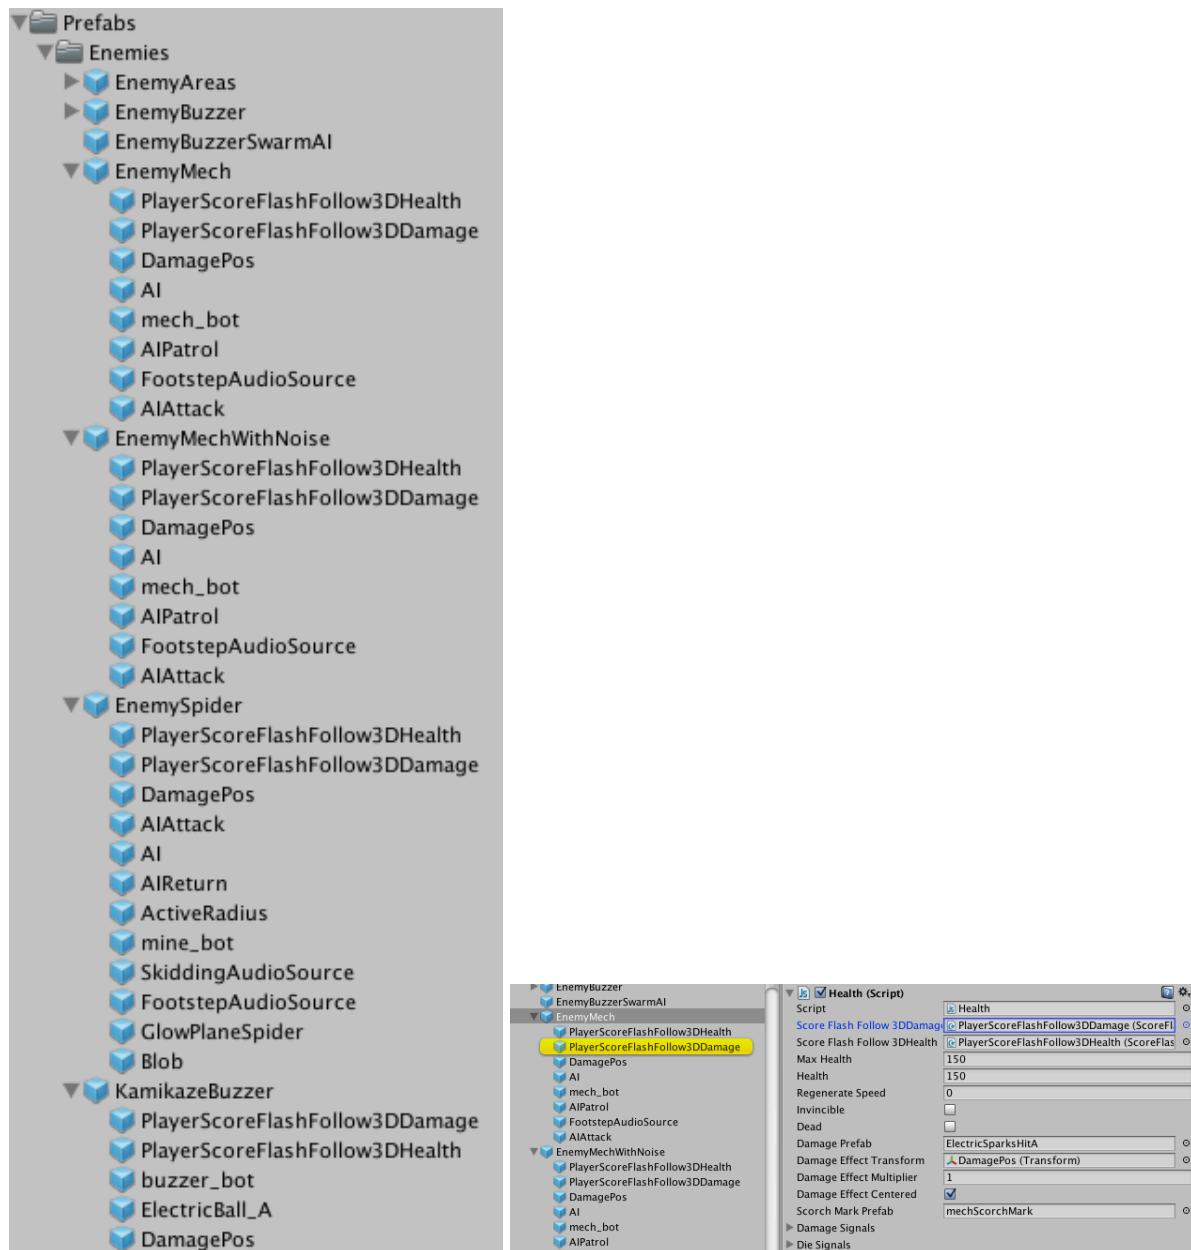 Prefabs
Enemies
EnemyAreas
EnemyBuzzer
EnemyBuzzerSwarmAI
EnemyMech
PlayerScoreFlashFollow3DHealth
PlayerScoreFlashFollow3DDamage
DamagePos
AI
mech_bot
AIPatrol
FootstepAudioSource
AIAttack
EnemyMechWithNoise
PlayerScoreFlashFollow3DHealth
PlayerScoreFlashFollow3DDamage
DamagePos
AI
mech_bot
AIPatrol
FootstepAudioSource
AIAttack
EnemySpider
PlayerScoreFlashFollow3DHealth
PlayerScoreFlashFollow3DDamage
DamagePos
AIAttack
AI
AIReturn
ActiveRadius
mine_bot
SkiddingAudioSource
FootstepAudioSource
GlowPlaneSpider
Blob
KamikazeBuzzer
PlayerScoreFlashFollow3DDamage
PlayerScoreFlashFollow3DHealth
buzzer_bot
ElectricBall_A
DamagePos
EnemyBuzzer
EnemyBuzzerSwarmAI
EnemyMech
PlayerScoreFlashFollow3DHealth
PlayerScoreFlashFollow3DDamage
DamagePos
AI
mech_bot
AIPatrol
FootstepAudioSource
AIAttack
EnemyMechWithNoise
PlayerScoreFlashFollow3DHealth
PlayerScoreFlashFollow3DDamage
DamagePos
AI
mech_bot
AIPatrol
Health (Script)
Script Health
Score Flash Follow 3DDamage PlayerScoreFlashFollow3DDamage (ScoreFl
Score Flash Follow 3DHealth PlayerScoreFlashFollow3DHealth (ScoreFlas
Max Health 150
Health 150
Regenerate Speed 0
Invincible
Dead
Damage Prefab ElectricSparksHitA
Damage Effect Transform DamagePos (Transform)
Damage Effect Multiplier 1
Damage Effect Centered
Scorch Mark Prefab mechScorchMark
Damage Signals
Die Signals